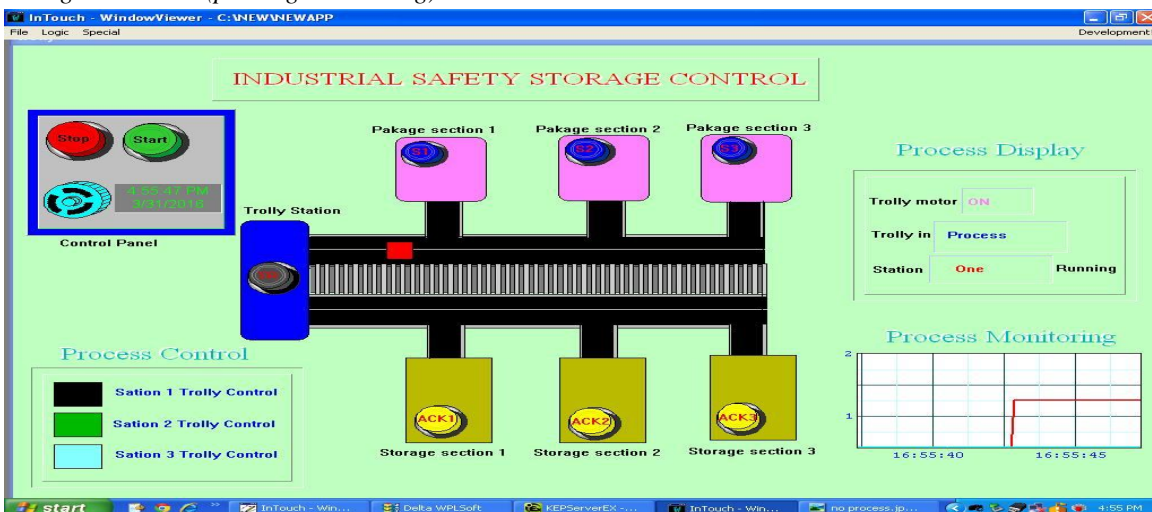 InTouch - WindowViewer - C:\NEW\NEWAPP
File Logic Special
Development!
INDUSTRIAL SAFETY STORAGE CONTROL
Stop
Start
4:55:47 PM
3/31/2016
Control Panel
Pakage section 1
Pakage section 2
Pakage section 3
S1
S2
S3
Trolly Station
Process Display
Trolly motor ON
Trolly in Process
Station One Running
Process Control
Sation 1 Trolly Control
Sation 2 Trolly Control
Sation 3 Trolly Control
ACK1
ACK2
ACK3
Storage section 1
Storage section 2
Storage section 3
Process Monitoring
2
1
16:55:40
16:55:45
start
InTouch - Win...
Delta WPLSoft
KEPServerEX -...
InTouch - Win...
no process.jp...
4:55 PM